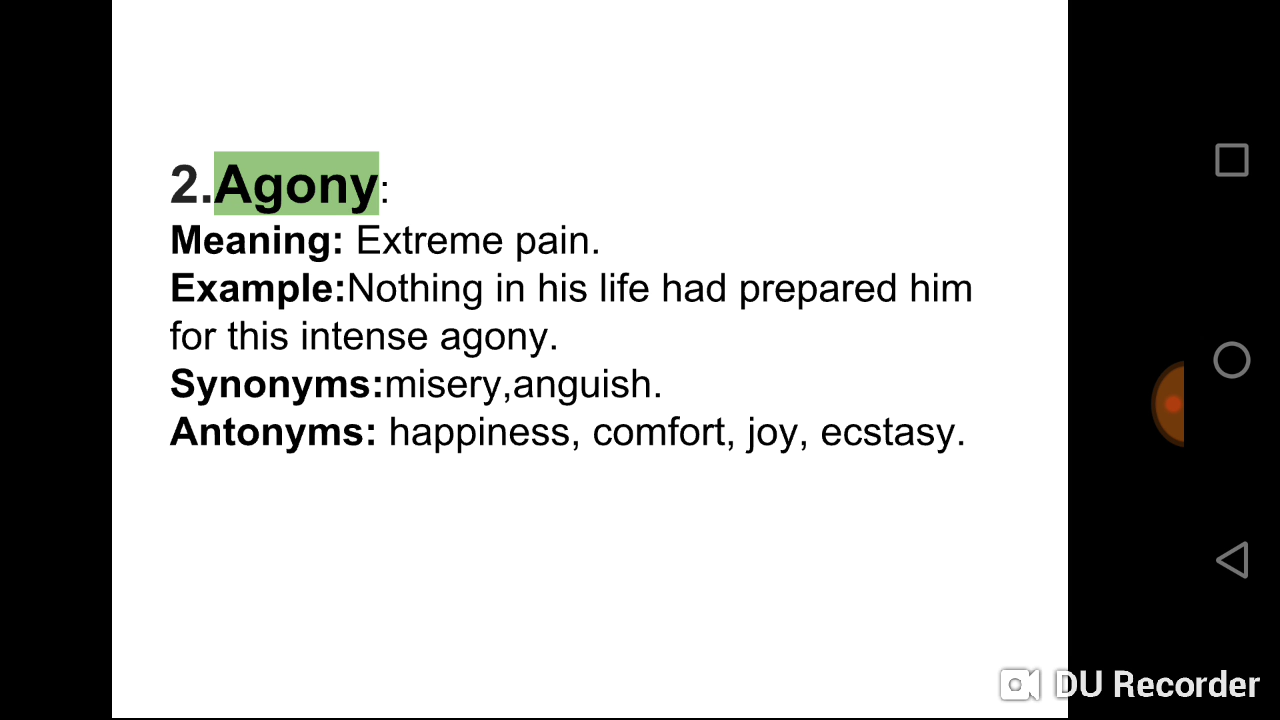 2.Agony:
Meaning: Extreme pain.
Example:Nothing in his life had prepared him
for this intense agony.
Synonyms:misery,anguish.
Antonyms: happiness, comfort, joy, ecstasy.
DU Recorder